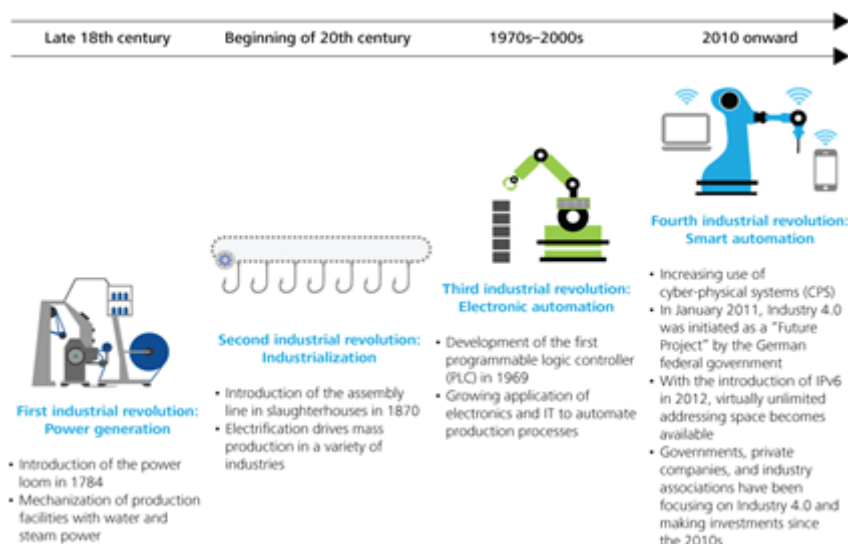 Late 18th century
Beginning of 20th century
1970s–2000s
2010 onward
First industrial revolution:
Power generation
• Introduction of the power
loom in 1784
• Mechanization of production
facilities with water and
steam power
Second industrial revolution:
Industrialization
• Introduction of the assembly
line in slaughterhouses in 1870
• Electrification drives mass
production in a variety of
industries
Third industrial revolution:
Electronic automation
• Development of the first
programmable logic controller
(PLC) in 1969
• Growing application of
electronics and IT to automate
production processes
Fourth industrial revolution:
Smart automation
• Increasing use of
cyber-physical systems (CPS)
• In January 2011, Industry 4.0
was initiated as a “Future
Project” by the German
federal government
• With the introduction of IPv6
in 2012, virtually unlimited
addressing space becomes
available
• Governments, private
companies, and industry
associations have been
focusing on Industry 4.0 and
making investments since
the 2010s